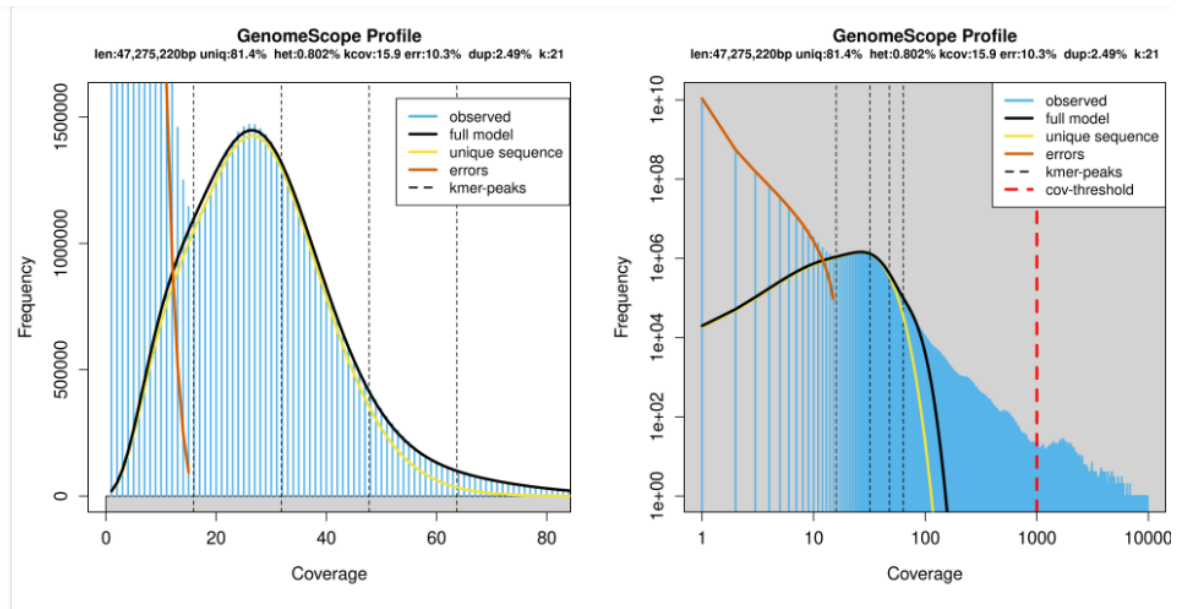 GenomeScope Profile
len:47,275,220bp uniq:81.4% het:0.802% kcov:15.9 err:10.3% dup:2.49% k:21
Frequency
1500000
1000000
500000
0
observed
full model
unique sequence
errors
kmer-peaks
0 20 40 60 80
Coverage
GenomeScope Profile
len:47,275,220bp uniq:81.4% het:0.802% kcov:15.9 err:10.3% dup:2.49% k:21
Frequency
1e+10
1e+08
1e+06
1e+04
1e+02
1e+00
observed
full model
unique sequence
errors
kmer-peaks
cov-threshold
1 10 100 1000 10000
Coverage